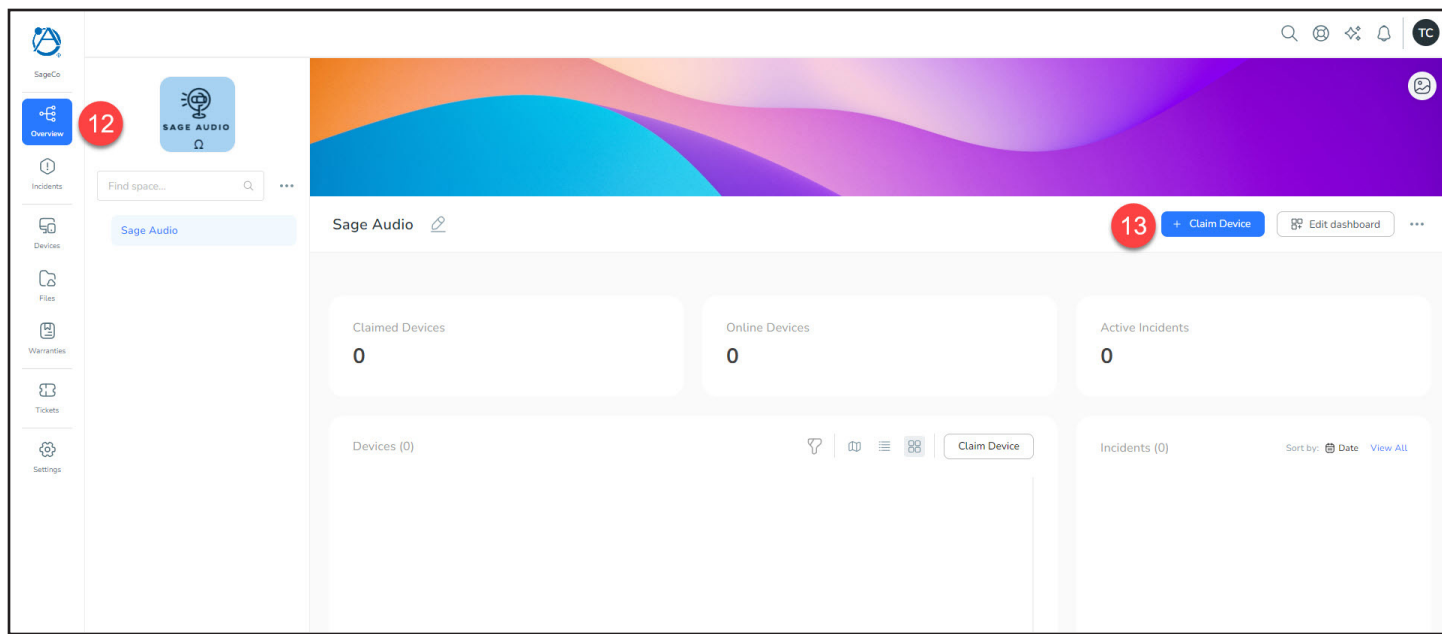 TC
SageCo
Overview
12
Incidents
Devices
Files
Warranties
Tickets
Settings
SAGE AUDIO
Ω
Find space...
Sage Audio
Sage Audio
13
+ Claim Device
Edit dashboard
Claimed Devices
0
Online Devices
0
Active Incidents
0
Devices (0)
Claim Device
Incidents (0)
Sort by: Date View All